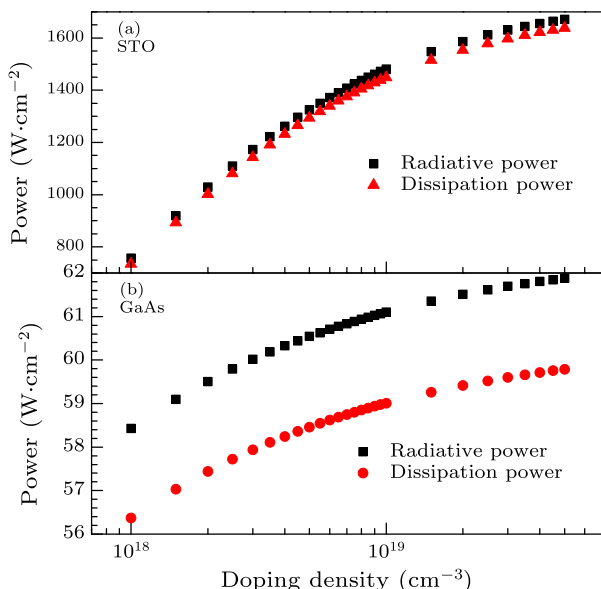 (a)
STO
1600
1400
1200
1000
800
Power (W·cm⁻²)
Radiative power
Dissipation power
62
(b)
GaAs
61
60
59
58
57
56
Power (W·cm⁻²)
Radiative power
Dissipation power
10¹⁸
10¹⁹
Doping density (cm⁻³)